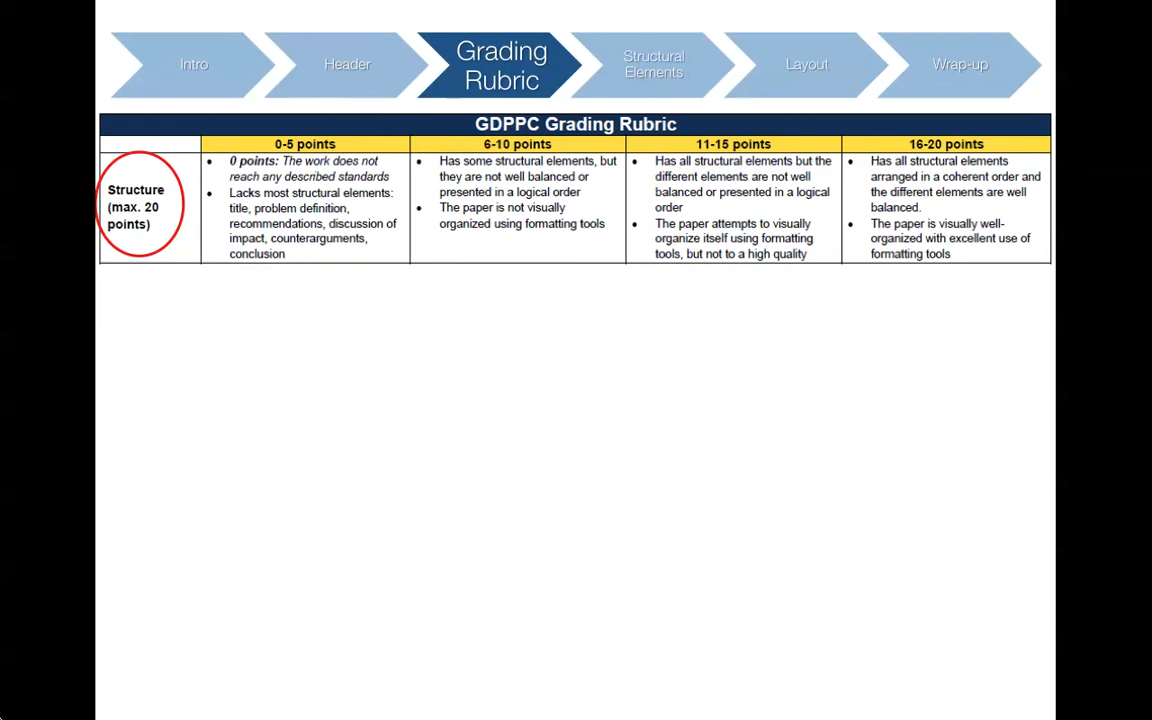 Intro
Header
Grading
Rubric
Structural
Elements
Layout
Wrap-up
GDPPC Grading Rubric
0-5 points
6-10 points
11-15 points
16-20 points
Structure
(max. 20
points)
• 0 points: The work does not
reach any described standards
• Lacks most structural elements:
title, problem definition,
recommendations, discussion of
impact, counterarguments,
conclusion
• Has some structural elements, but
they are not well balanced or
presented in a logical order
• The paper is not visually
organized using formatting tools
• Has all structural elements but the
different elements are not well
balanced or presented in a logical
order
• The paper attempts to visually
organize itself using formatting
tools, but not to a high quality
• Has all structural elements
arranged in a coherent order and
the different elements are well
balanced.
• The paper is visually well-
organized with excellent use of
formatting tools